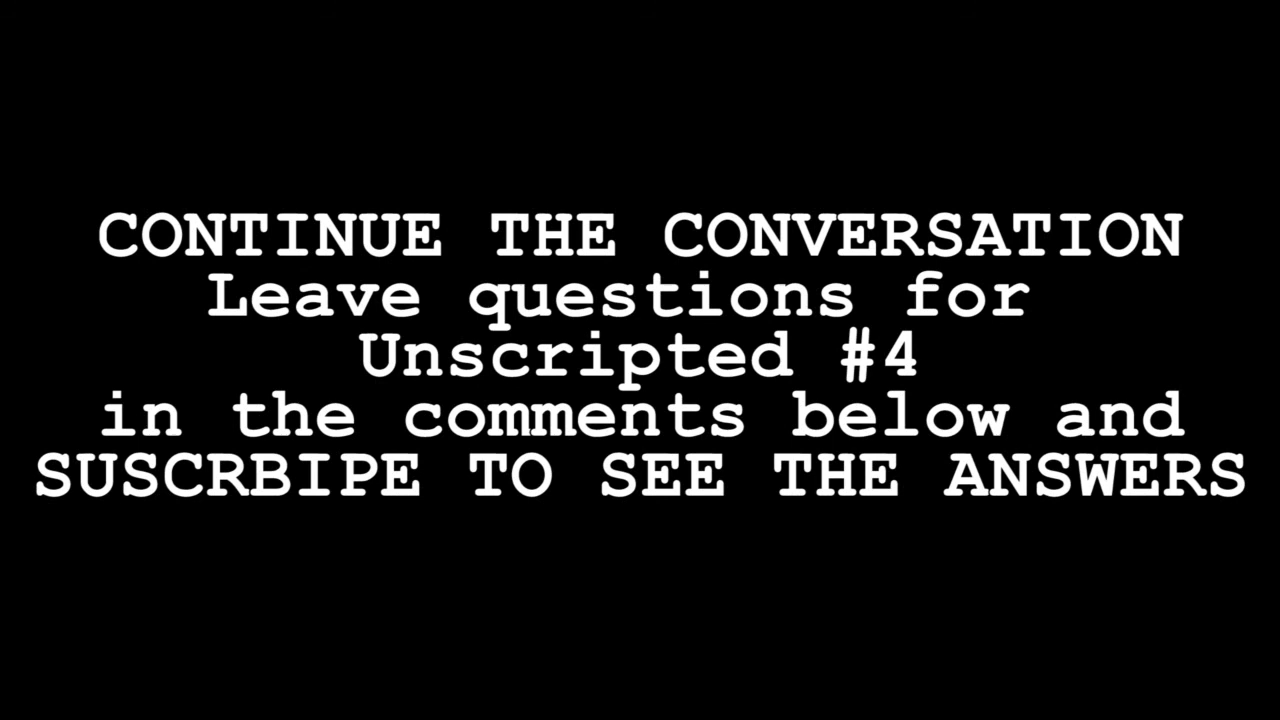 CONTINUE THE CONVERSATION
Leave questions for
Unscripted #4
in the comments below and
SUSCRBIPE TO SEE THE ANSWERS